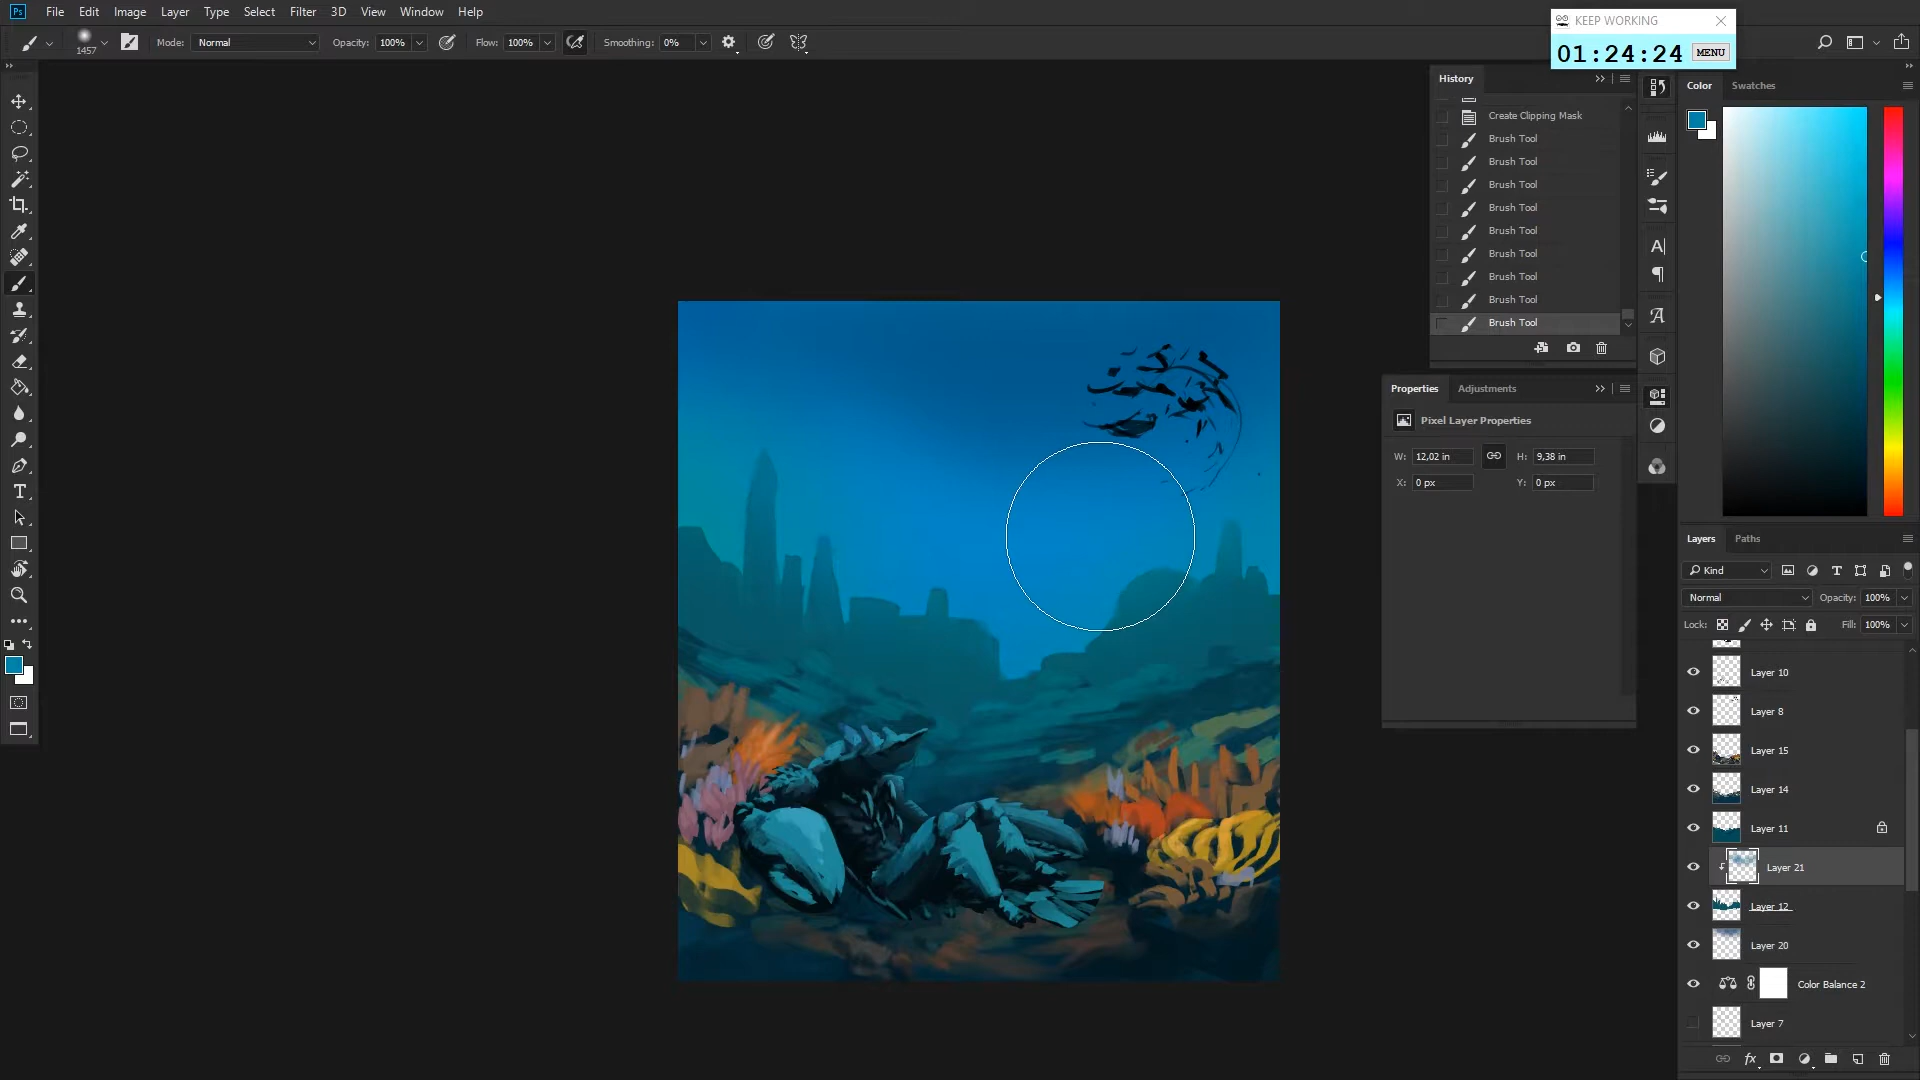 Ps File Edit Image Layer Type Select Filter 3D View Window Help
KEEP WORKING
01:24:24 MENU
1457 Mode: Normal Opacity: 100% Flow: 100% Smoothing: 0%
History
Create Clipping Mask
Brush Tool
Brush Tool
Brush Tool
Brush Tool
Brush Tool
Brush Tool
Brush Tool
Brush Tool
Brush Tool
Properties Adjustments
Pixel Layer Properties
W: 12,02 in H: 9,38 in
X: 0 px Y: 0 px
Color Swatches
Layers Paths
Kind
Normal Opacity: 100%
Lock: Fill: 100%
Layer 10
Layer 8
Layer 15
Layer 14
Layer 11
Layer 21
Layer 12
Layer 20
Color Balance 2
Layer 7
fx